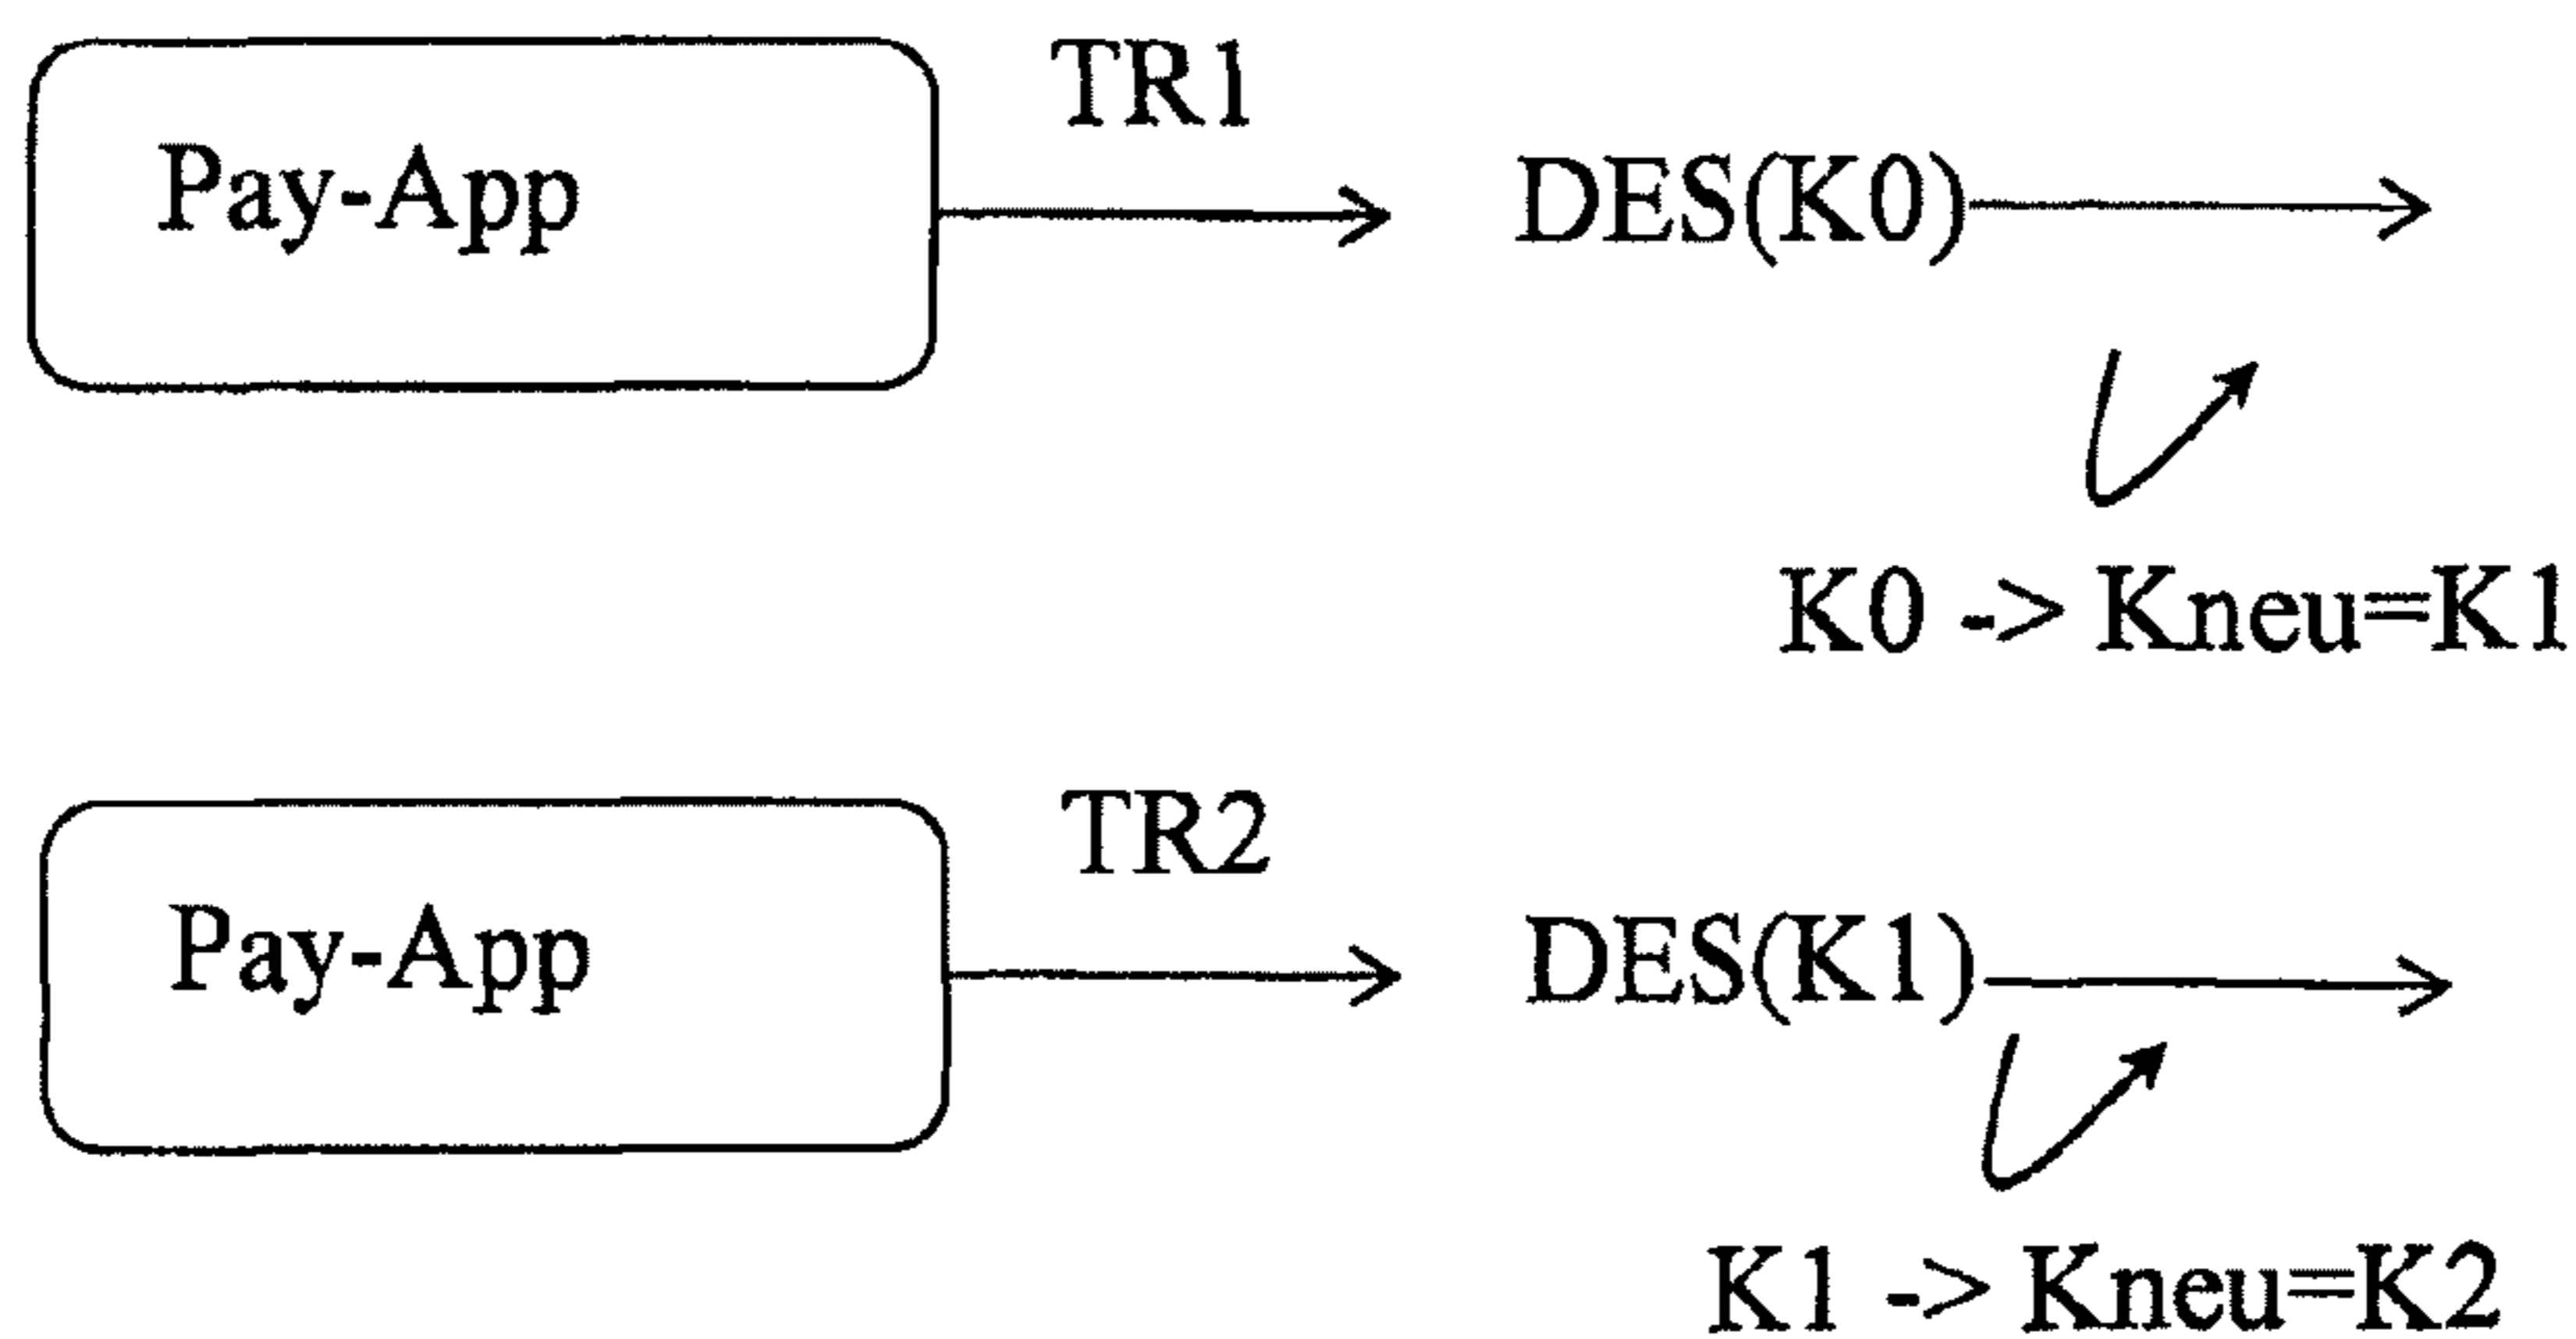 TR1
Pay-App
DES(K0)
K0 -> Kneu=K1
TR2
Pay-App
DES(K1)
K1 -> Kneu=K2